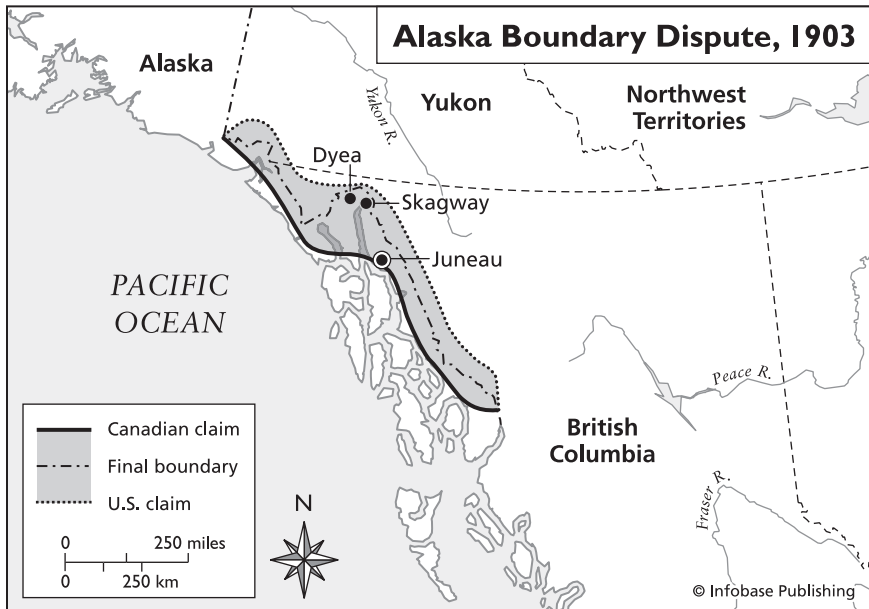 Alaska Boundary Dispute, 1903
Alaska
Yukon R.
Yukon
Northwest
Territories
Dyea
Skagway
Juneau
PACIFIC
OCEAN
Peace R.
British
Columbia
Fraser R.
Canadian claim
Final boundary
U.S. claim
0 250 miles
0 250 km
N
© Infobase Publishing